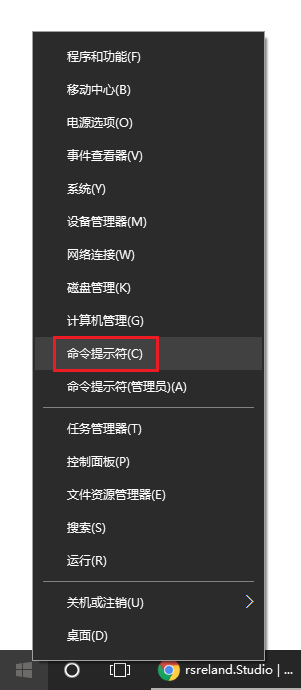 程序和功能(F)
移动中心(B)
电源选项(O)
事件查看器(V)
系统(Y)
设备管理器(M)
网络连接(W)
磁盘管理(K)
计算机管理(G)
命令提示符(C)
命令提示符(管理员)(A)
任务管理器(T)
控制面板(P)
文件资源管理器(E)
搜索(S)
运行(R)
关机或注销(U)
桌面(D)
rsreland.Studio | ...